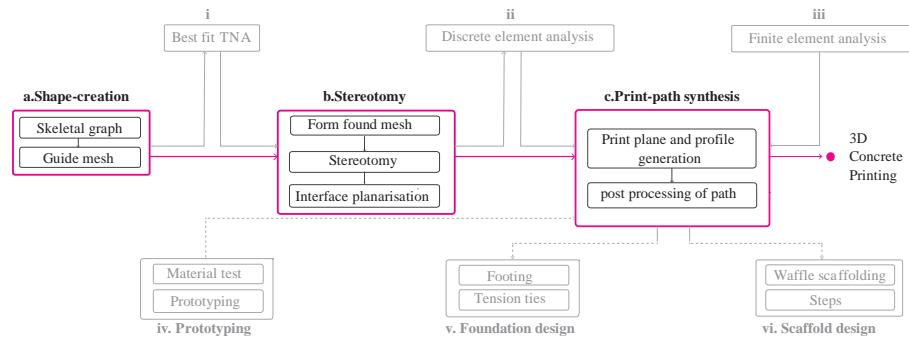 i
ii
iii
Best fit TNA
Discrete element analysis
Finite element analysis
a.Shape-creation
b.Stereotomy
c.Print-path synthesis
Skeletal graph
Guide mesh
Form found mesh
Stereotomy
Interface planarisation
Print plane and profile
generation
post processing of path
3D
Concrete
Printing
Material test
Prototyping
iv. Prototyping
Footing
Tension ties
v. Foundation design
Waffle scaffolding
Steps
vi. Scaffold design